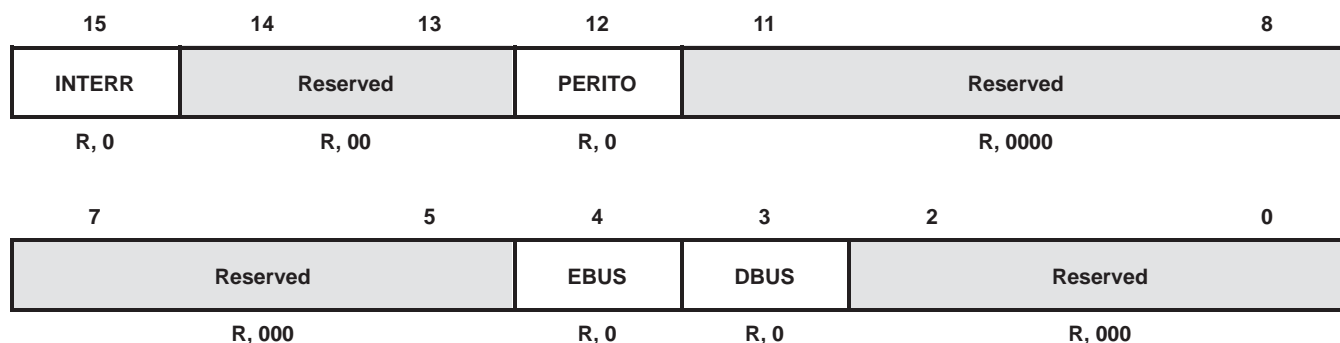 15 14 13 12 11 8
INTERR Reserved PERITO Reserved
R, 0 R, 00 R, 0 R, 0000
7 5 4 3 2 0
Reserved EBUS DBUS Reserved
R, 000 R, 0 R, 0 R, 000